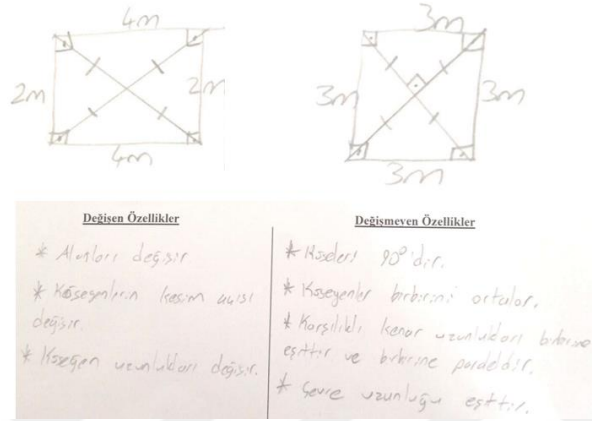 4m
3m
2m
2m
3m
3m
4m
3m
Değişen Özellikler
* Alanları değişir
* Köşegenlerin kesim açısı
değişir.
* Köşegen uzunlukları değişir.
Değişmeyen Özellikler
* Köşeleri 90°'dir.
* Köşegenler birbirini ortalar.
* Karşılıklı kenar uzunlukları birbirine
eşittir ve birbirine paraleldir.
* Çevre uzunluğu eşittir.